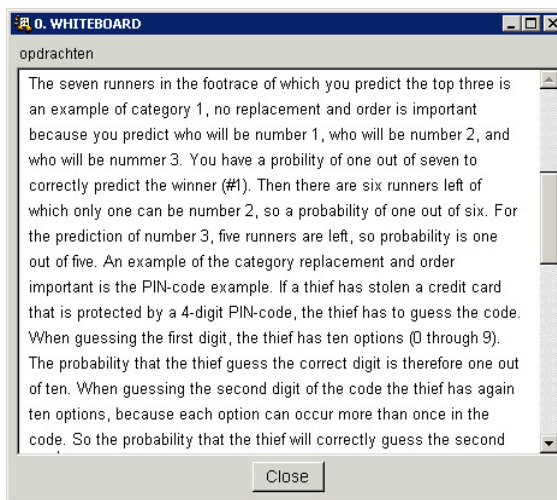 0. WHITEBOARD
opdrachten
The seven runners in the footrace of which you predict the top three is
an example of category 1, no replacement and order is important
because you predict who will be number 1, who will be number 2, and
who will be nummer 3. You have a probility of one out of seven to
correctly predict the winner (#1). Then there are six runners left of
which only one can be number 2, so a probability of one out of six. For
the prediction of number 3, five runners are left, so probability is one
out of five. An example of the category replacement and order
important is the PIN-code example. If a thief has stolen a credit card
that is protected by a 4-digit PIN-code, the thief has to guess the code.
When guessing the first digit, the thief has ten options (0 through 9).
The probability that the thief guess the correct digit is therefore one out
of ten. When guessing the second digit of the code the thief has again
ten options, because each option can occur more than once in the
code. So the probability that the thief will correctly guess the second
Close